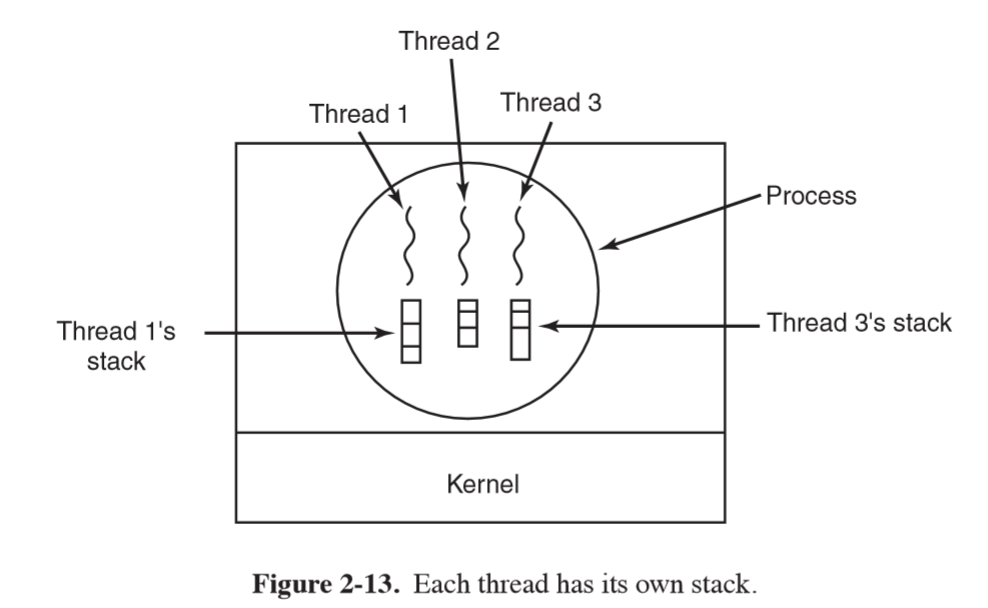 Thread 2
Thread 1
Thread 3
Process
Thread 1's
stack
Thread 3's stack
Kernel
Figure 2-13. Each thread has its own stack.